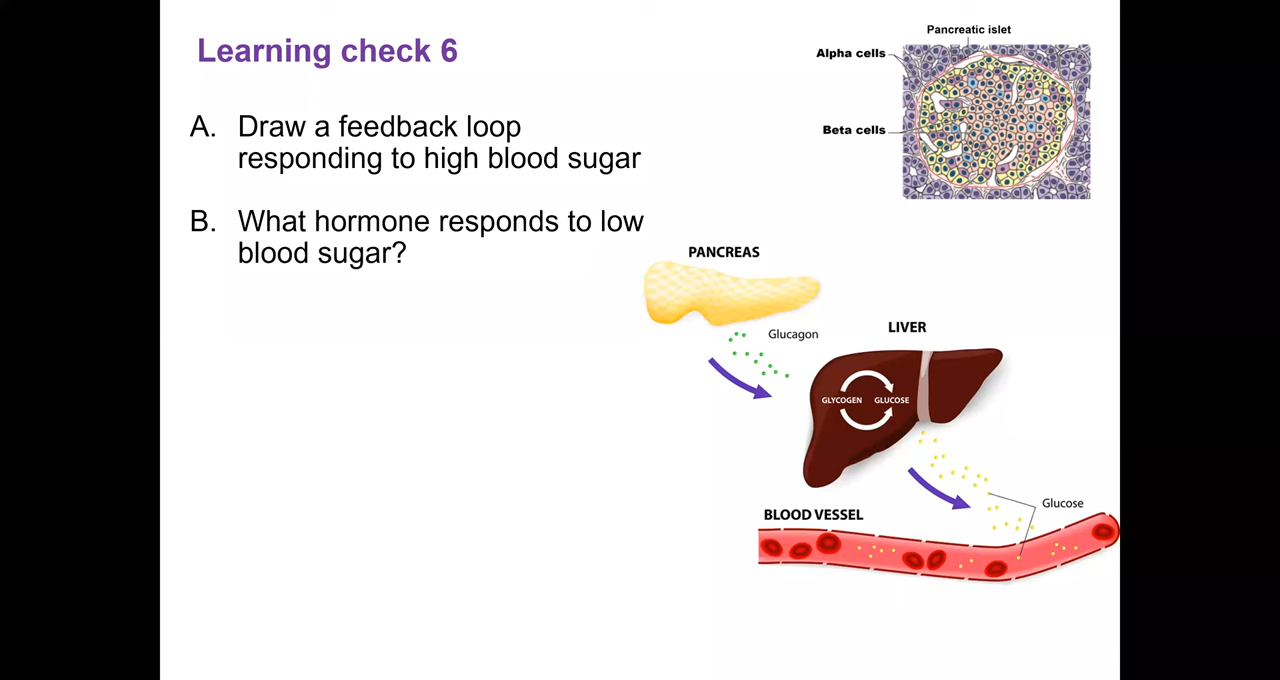 Learning check 6
A. Draw a feedback loop
responding to high blood sugar
B. What hormone responds to low
blood sugar?
Pancreatic islet
Alpha cells
Beta cells
PANCREAS
Glucagon
LIVER
GLYCOGEN GLUCOSE
Glucose
BLOOD VESSEL